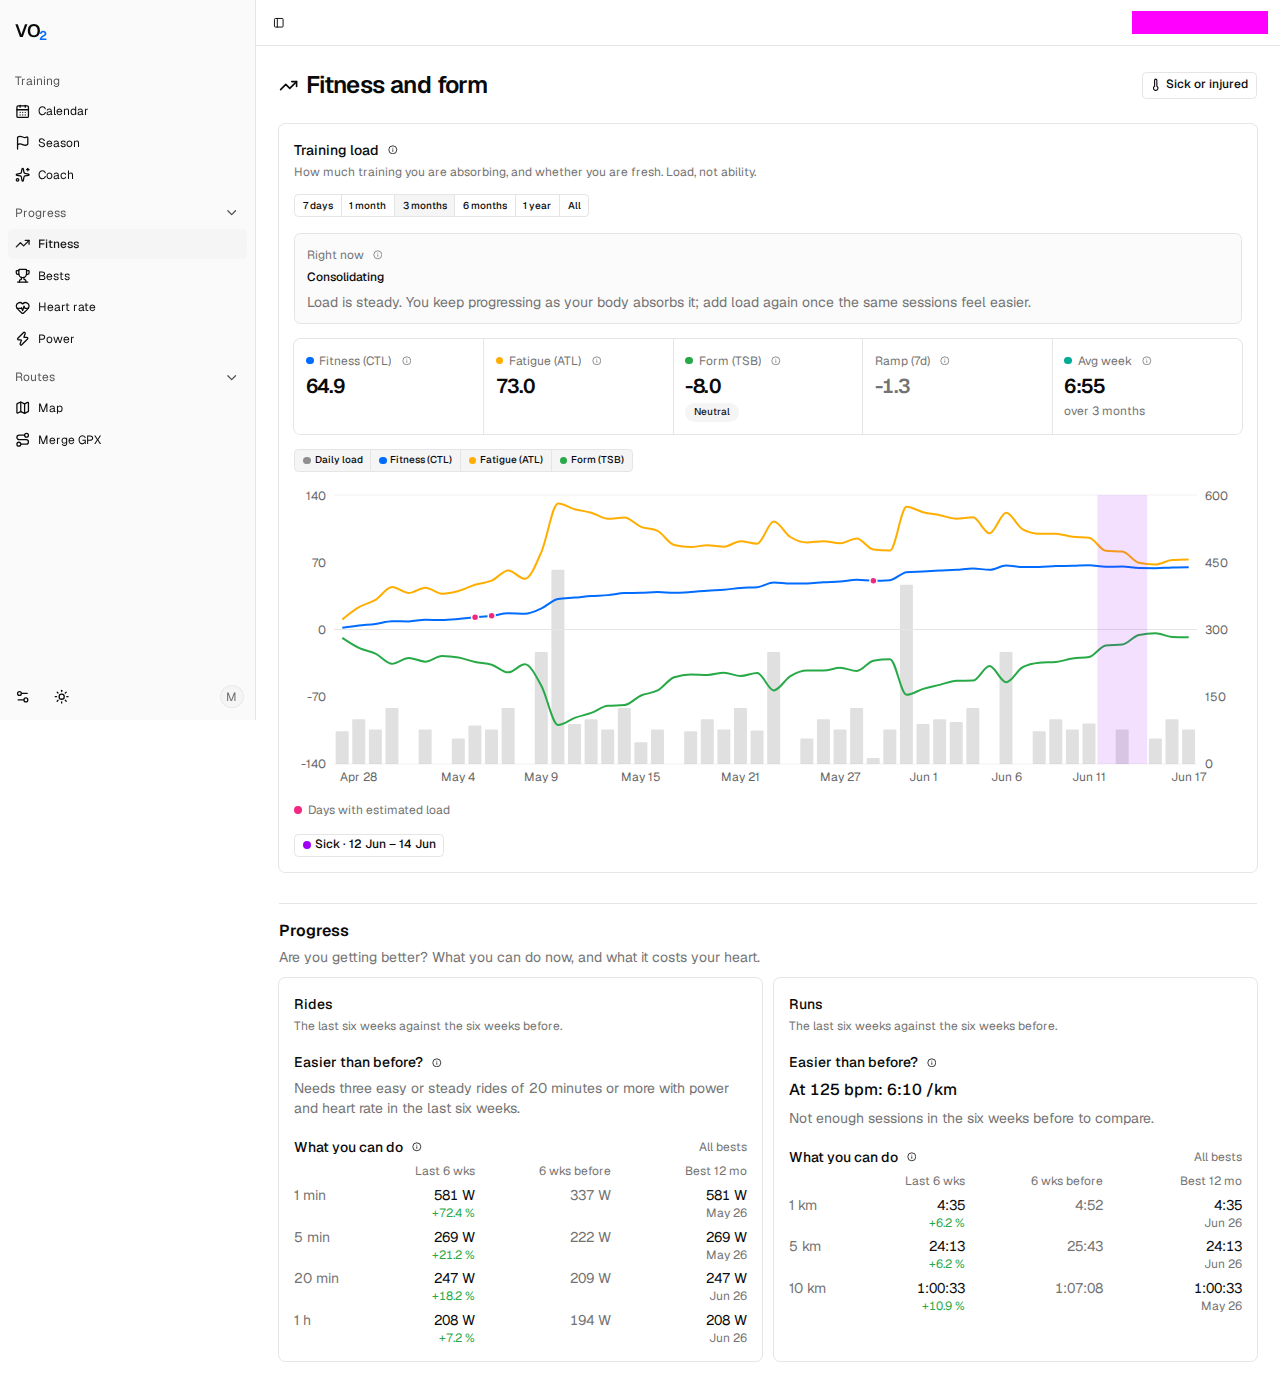 VO2
Training
Calendar
Season
Coach
Progress
Fitness
Bests
Heart rate
Power
Routes
Map
Merge GPX
M
Fitness and form
Sick or injured
Training load
How much training you are absorbing, and whether you are fresh. Load, not ability.
7 days 1 month 3 months 6 months 1 year All
Right now
Consolidating
Load is steady. You keep progressing as your body absorbs it; add load again once the same sessions feel easier.
Fitness (CTL) Fatigue (ATL) Form (TSB) Ramp (7d) Avg week
64.9 73.0 -8.0 -1.3 6:55
Neutral over 3 months
Daily load Fitness (CTL) Fatigue (ATL) Form (TSB)
140 600
70 450
0 300
-70 150
-140 0
Apr 28 May 4 May 9 May 15 May 21 May 27 Jun 1 Jun 6 Jun 11 Jun 17
Days with estimated load
Sick · 12 Jun – 14 Jun
Progress
Are you getting better? What you can do now, and what it costs your heart.
Rides
The last six weeks against the six weeks before.
Easier than before?
Needs three easy or steady rides of 20 minutes or more with power
and heart rate in the last six weeks.
What you can do All bests
Last 6 wks 6 wks before Best 12 mo
1 min 581 W 337 W 581 W
+72.4 % May 26
5 min 269 W 222 W 269 W
+21.2 % May 26
20 min 247 W 209 W 247 W
+18.2 % Jun 26
1 h 208 W 194 W 208 W
+7.2 % Jun 26
Runs
The last six weeks against the six weeks before.
Easier than before?
At 125 bpm: 6:10 /km
Not enough sessions in the six weeks before to compare.
What you can do All bests
Last 6 wks 6 wks before Best 12 mo
1 km 4:35 4:52 4:35
+6.2 % Jun 26
5 km 24:13 25:43 24:13
+6.2 % Jun 26
10 km 1:00:33 1:07:08 1:00:33
+10.9 % May 26